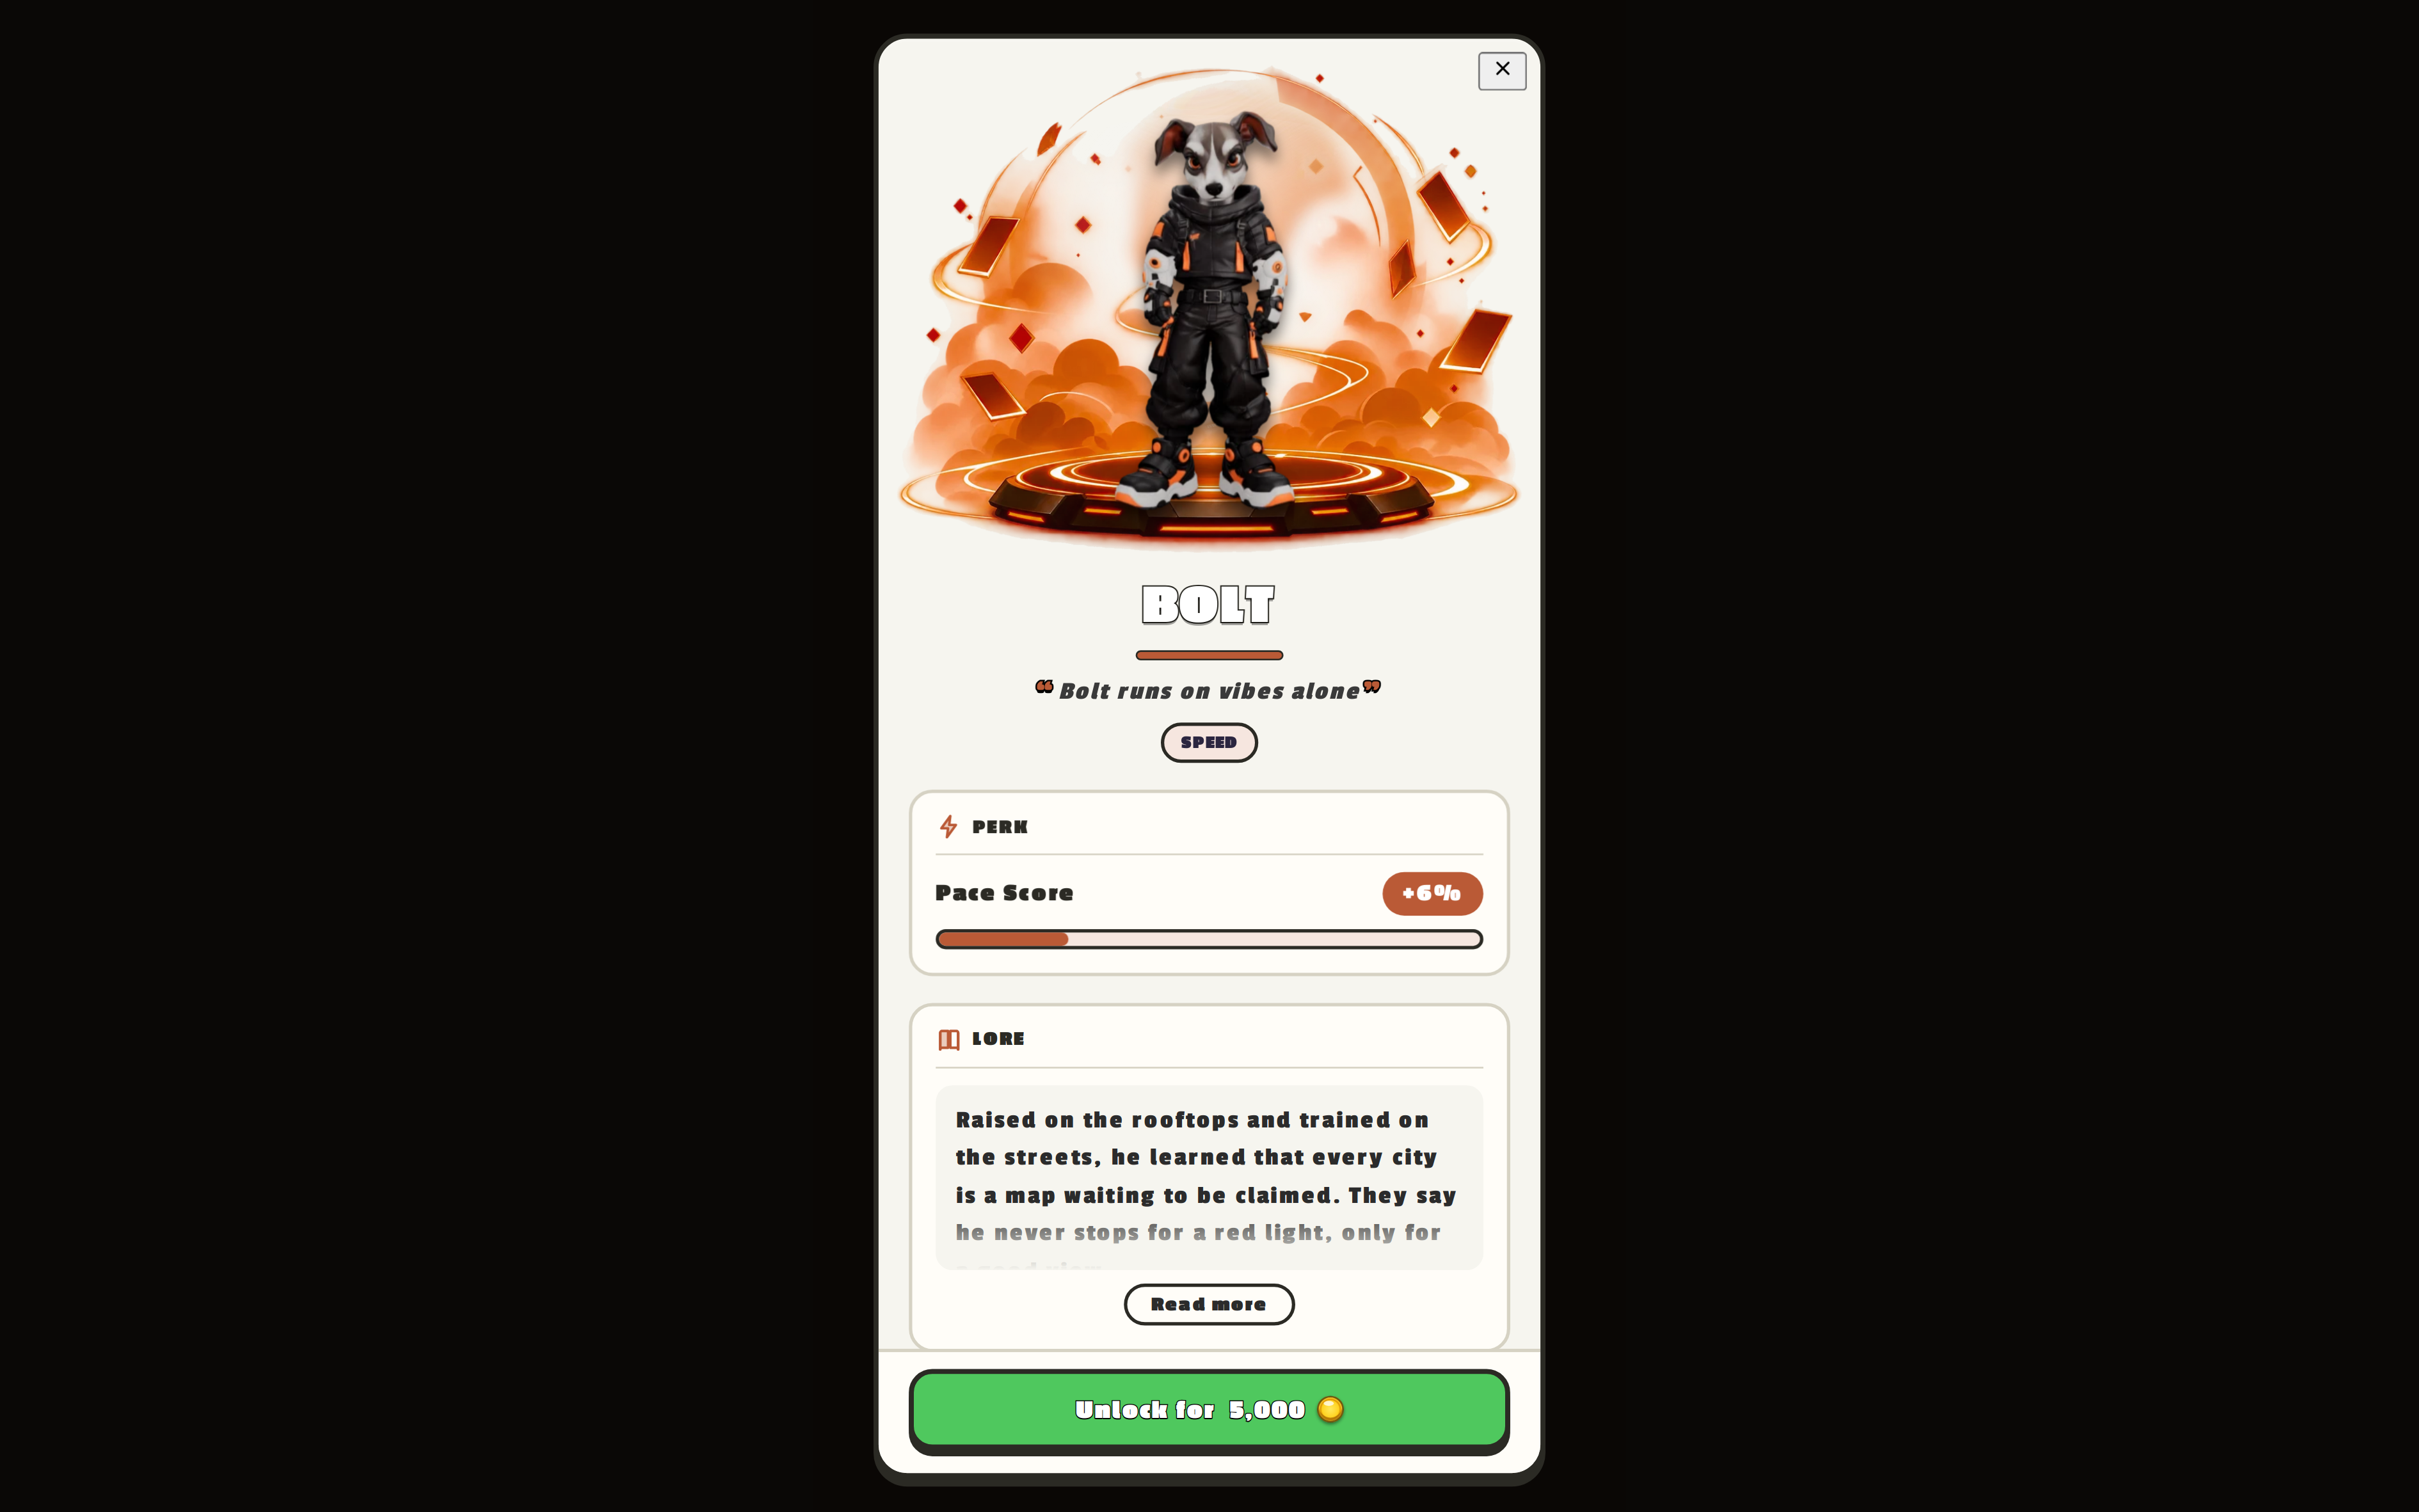 BOLT
❝ Bolt runs on vibes alone ❞
SPEED
PERK
Pace Score
+6%
LORE
Raised on the rooftops and trained on
the streets, he learned that every city
is a map waiting to be claimed. They say
he never stops for a red light, only for
Read more
Unlock for 5,000